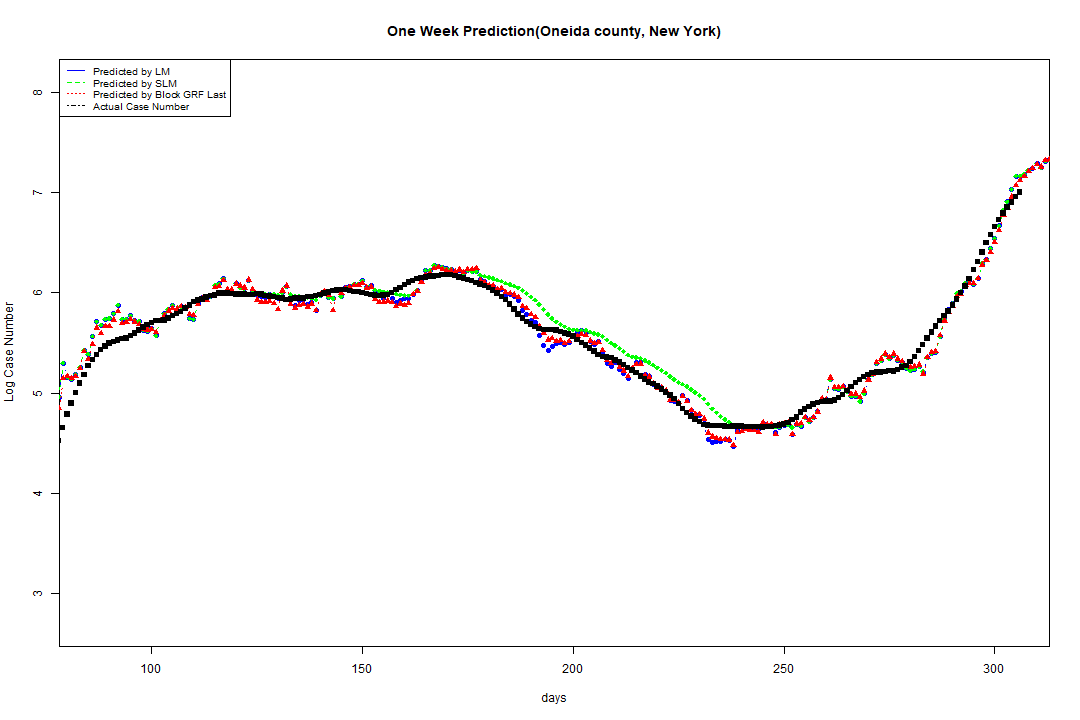 One Week Prediction(Oneida county, New York)
Predicted by LM
Predicted by SLM
Predicted by Block GRF Last
Actual Case Number
8
7
6
5
4
3
Log Case Number
100 150 200 250 300
days